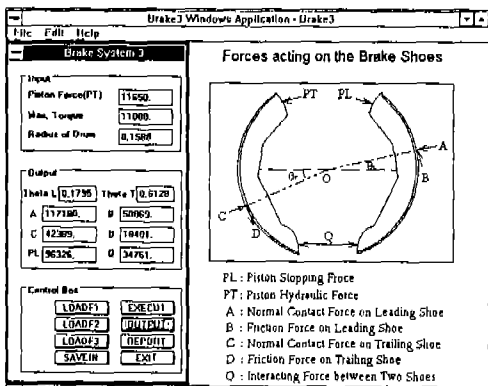 Brake3 Windows Application - Brake3
File Edit Help
Brake System 3
Input
Piston Force(PT) 11650.
Max. Torque 11000.
Radius of Drum 0.1588
Output
Theta L 0.1795 Theta T 0.6128
A 117180. B 50869.
C 42389. D 18401.
PL 96326. Q 34761.
Control Box
LOADF1 EXECUT
LOADF2 OUTPUT
LOADF3
SAVEIN EXIT
Forces acting on the Brake Shoes
PT PL
A
O
B
C
D
Q
PL : Piston Stopping Froce
PT : Piston Hydraulic Force
A : Normal Contact Force on Leading Shoe
B : Friction Force on Leading Shoe
C : Normal Contact Force on Trailing Shoe
D : Friction Force on Trailing Shoe
Q : Interacting Force between Two Shoes